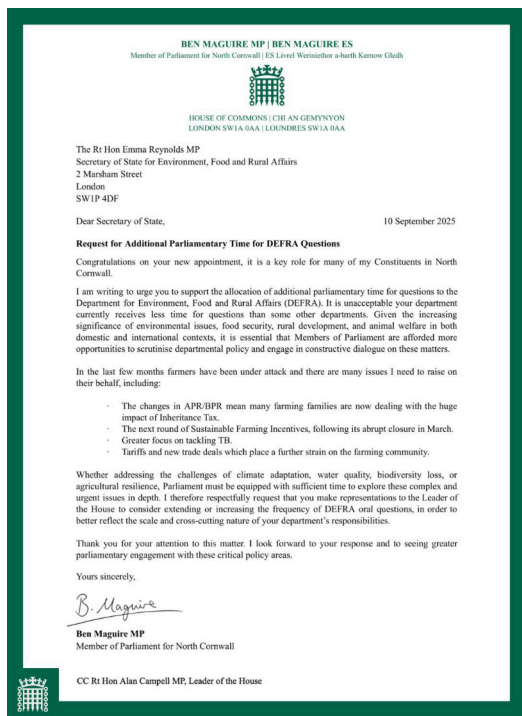 BEN MAGUIRE MP | BEN MAGUIRE ES
Member of Parliament for North Cornwall | ES Livrel Weriniethor a-barth Kernow Gledh
HOUSE OF COMMONS | CHI AN GEMYNYON
LONDON SW1A 0AA | LOUNDRES SW1A 0AA
The Rt Hon Emma Reynolds MP
Secretary of State for Environment, Food and Rural Affairs
2 Marsham Street
London
SW1P 4DF
Dear Secretary of State, 10 September 2025
Request for Additional Parliamentary Time for DEFRA Questions
Congratulations on your new appointment, it is a key role for many of my Constituents in North
Cornwall.
I am writing to urge you to support the allocation of additional parliamentary time for questions to the
Department for Environment, Food and Rural Affairs (DEFRA). It is unacceptable your department
currently receives less time for questions than some other departments. Given the increasing
significance of environmental issues, food security, rural development, and animal welfare in both
domestic and international contexts, it is essential that Members of Parliament are afforded more
opportunities to scrutinise departmental policy and engage in constructive dialogue on these matters.
In the last few months farmers have been under attack and there are many issues I need to raise on
their behalf, including:
· The changes in APR/BPR mean many farming families are now dealing with the huge
impact of Inheritance Tax.
· The next round of Sustainable Farming Incentives, following its abrupt closure in March.
· Greater focus on tackling TB.
· Tariffs and new trade deals which place a further strain on the farming community.
Whether addressing the challenges of climate adaptation, water quality, biodiversity loss, or
agricultural resilience, Parliament must be equipped with sufficient time to explore these complex and
urgent issues in depth. I therefore respectfully request that you make representations to the Leader of
the House to consider extending or increasing the frequency of DEFRA oral questions, in order to
better reflect the scale and cross-cutting nature of your department's responsibilities.
Thank you for your attention to this matter. I look forward to your response and to seeing greater
parliamentary engagement with these critical policy areas.
Yours sincerely,
B. Maguire
Ben Maguire MP
Member of Parliament for North Cornwall
CC Rt Hon Alan Campell MP, Leader of the House